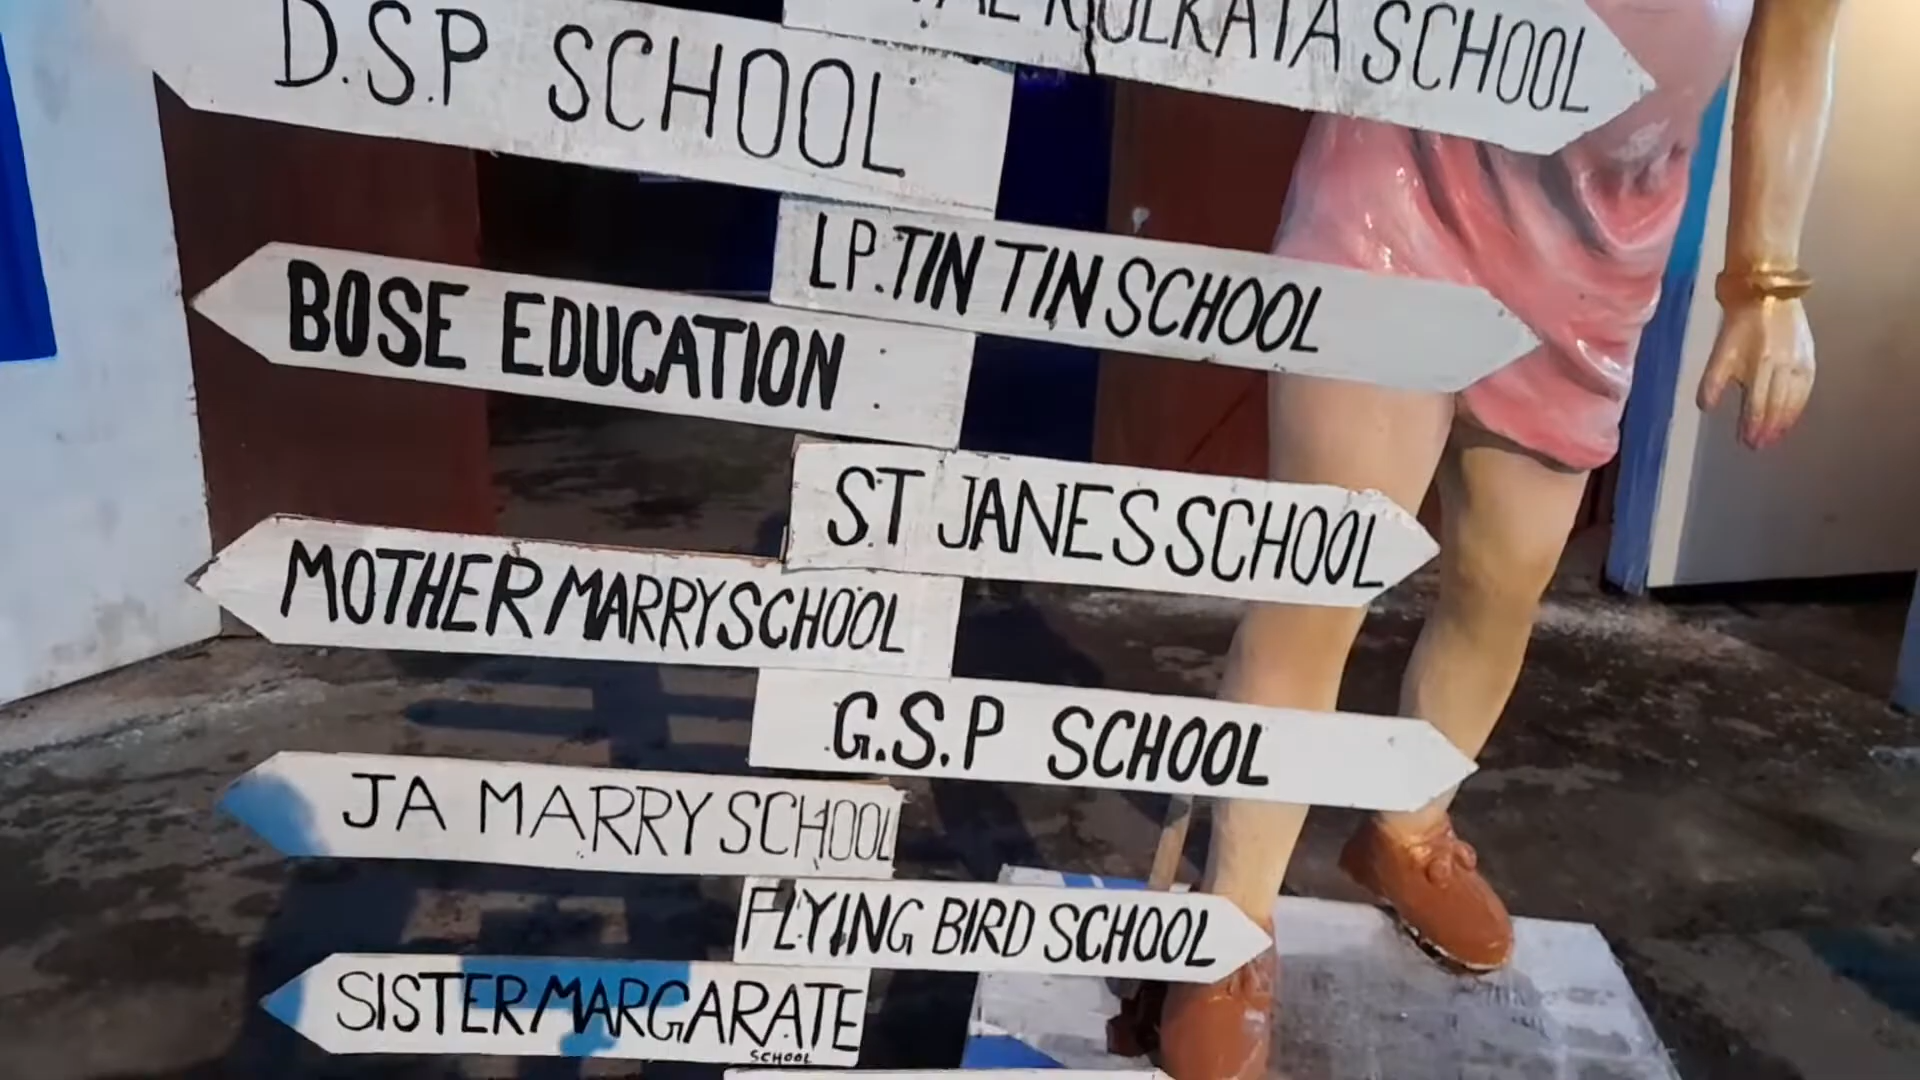 KOLKATA SCHOOL
D.S.P SCHOOL
LP.TIN TIN SCHOOL
BOSE EDUCATION
S.T JANES SCHOOL
MOTHER MARRY SCHOOL
G.S.P SCHOOL
JA MARRY SCHOOL
FLYING BIRD SCHOOL
SISTER MARGARATE
SCHOOL